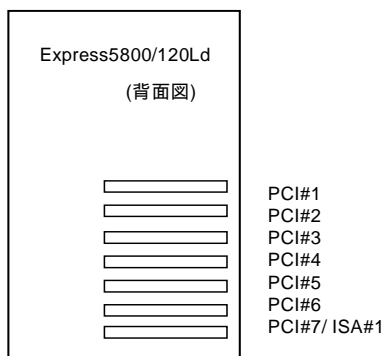 Express5800/120Ld
(背面図)
PCI#1
PCI#2
PCI#3
PCI#4
PCI#5
PCI#6
PCI#7/ ISA#1